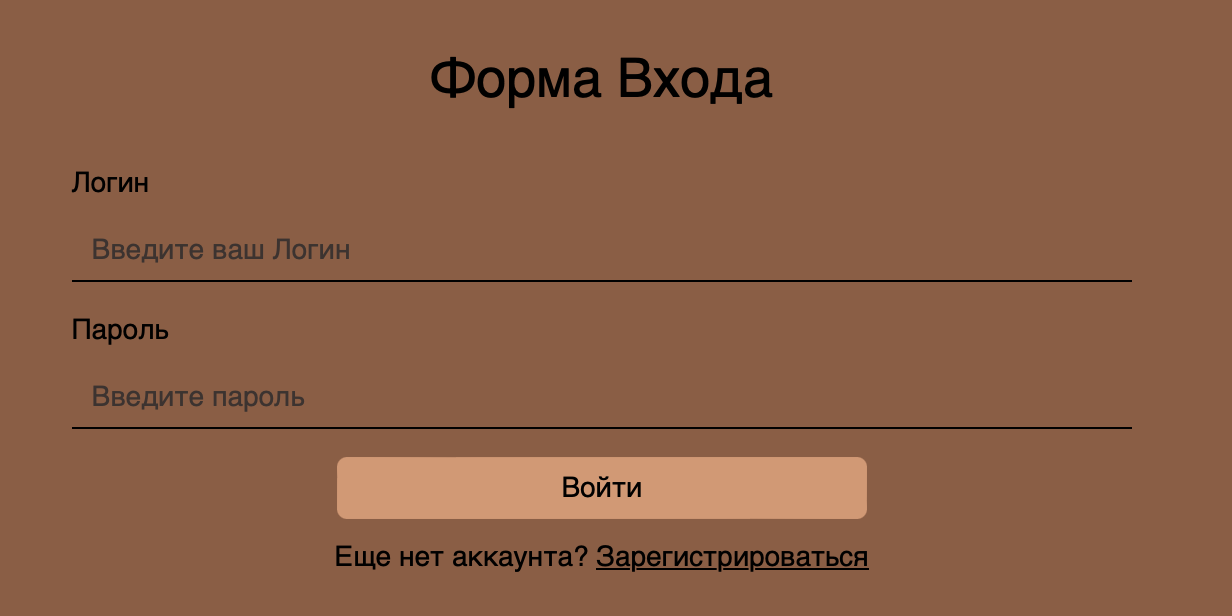 Форма Входа
Логин
Введите ваш Логин
Пароль
Введите пароль
Войти
Еще нет аккаунта? Зарегистрироваться